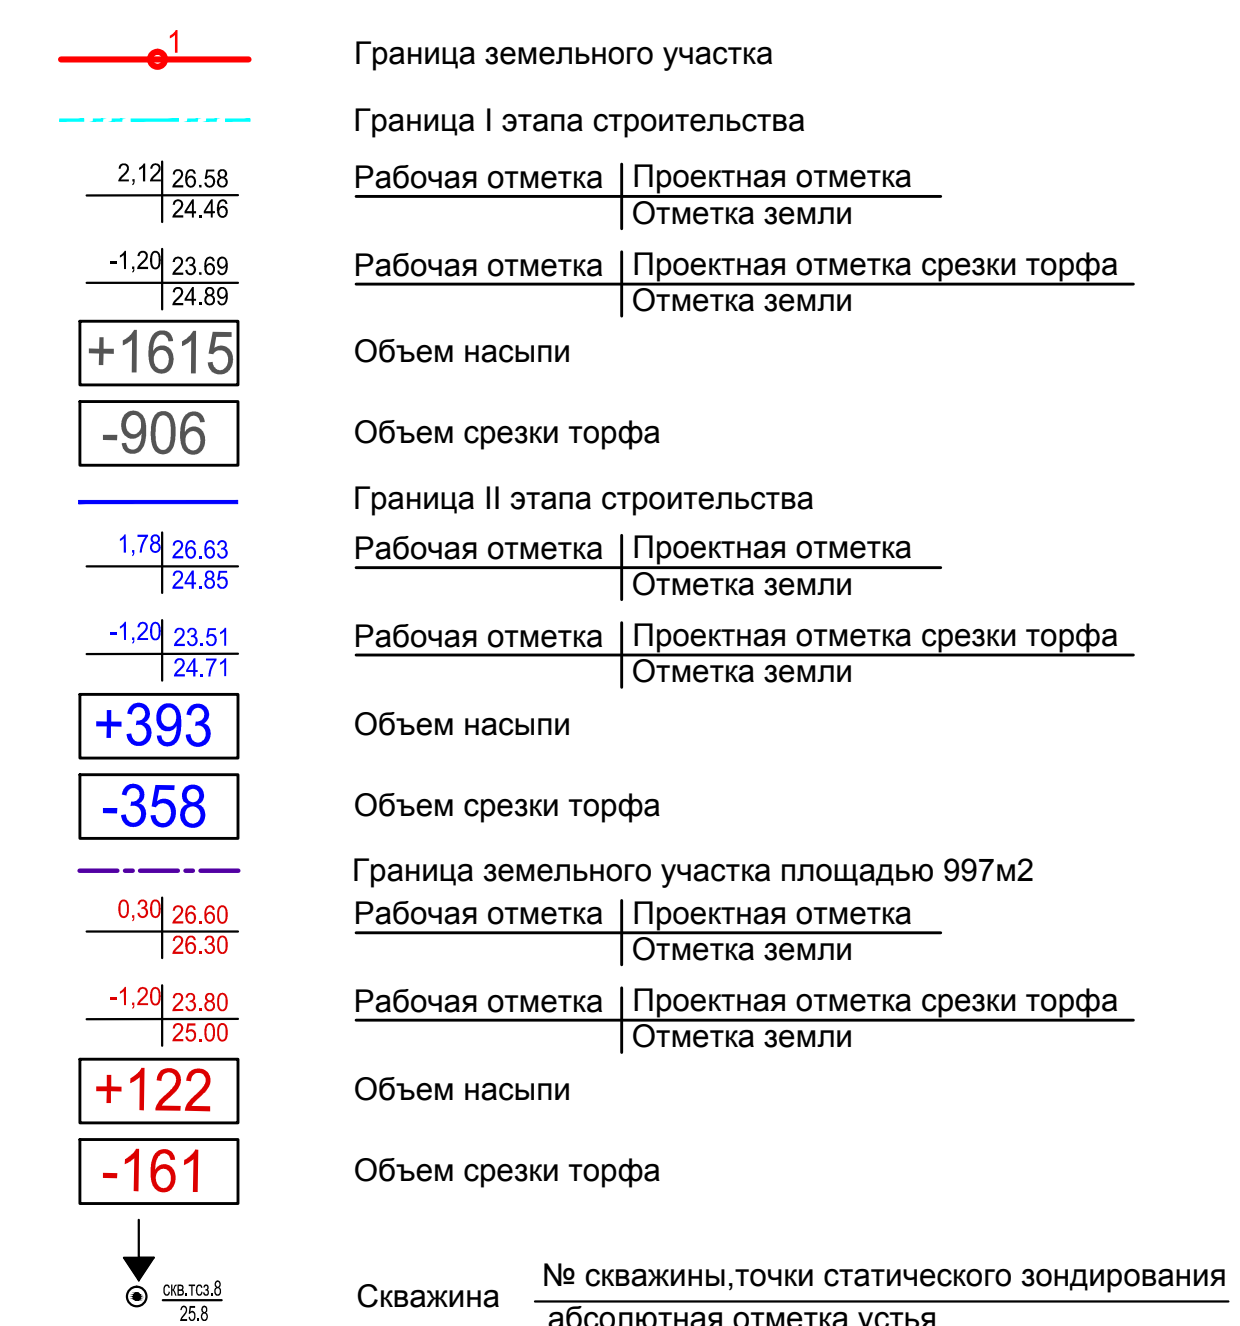 1 Граница земельного участка
Граница I этапа строительства
2,12 26.58 Рабочая отметка Проектная отметка
24.46 Отметка земли
-1,20 23.69 Рабочая отметка Проектная отметка срезки торфа
24.89 Отметка земли
+1615 Объем насыпи
-906 Объем срезки торфа
Граница II этапа строительства
1,78 26.63 Рабочая отметка Проектная отметка
24.85 Отметка земли
-1,20 23.51 Рабочая отметка Проектная отметка срезки торфа
24.71 Отметка земли
+393 Объем насыпи
-358 Объем срезки торфа
Граница земельного участка площадью 997м2
0,30 26.60 Рабочая отметка Проектная отметка
26.30 Отметка земли
-1,20 23.80 Рабочая отметка Проектная отметка срезки торфа
25.00 Отметка земли
+122 Объем насыпи
-161 Объем срезки торфа
скв.тсз.8 Скважина № скважины,точки статического зондирования
25.8 абсолютная отметка устья